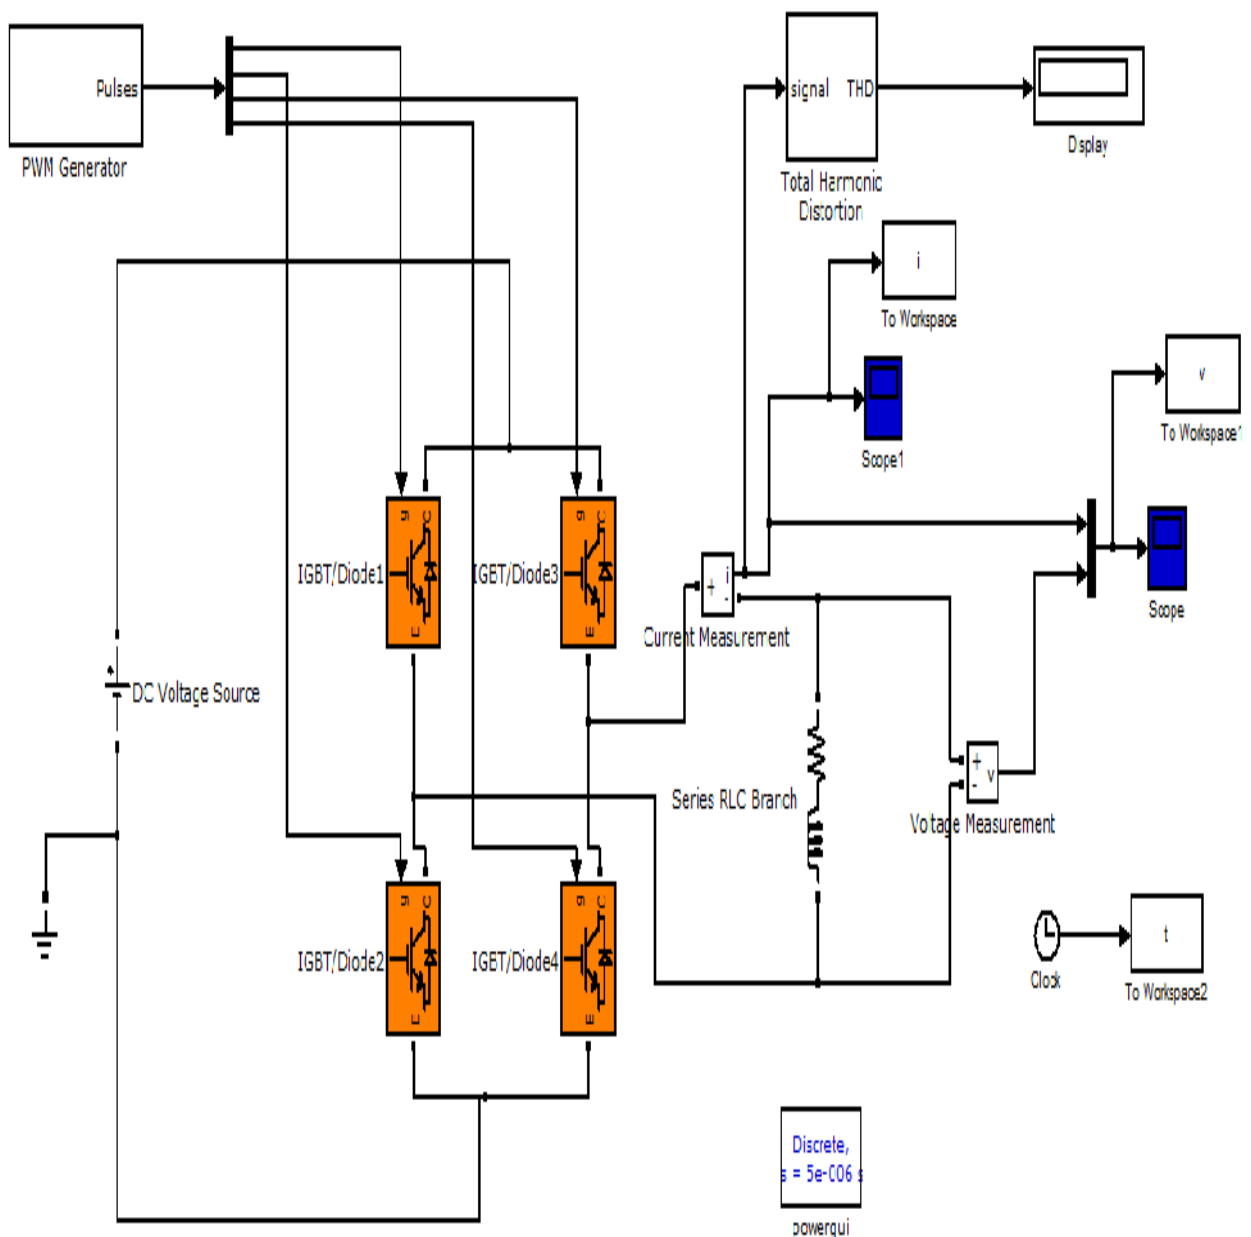 Pulses
PWM Generator
signal THD
Total Harmonic
Distortion
Display
i
To Workspace
Scope1
v
To Workspace1
g C
IGBT/Diode1
E
g C
IGBT/Diode3
E
i
+
-
Current Measurement
Scope
DC Voltage Source
Series RLC Branch
+
v
-
Voltage Measurement
g C
IGBT/Diode2
E
g C
IGBT/Diode4
E
Clock
t
To Workspace2
Discrete,
s = 5e-006 s
powergui